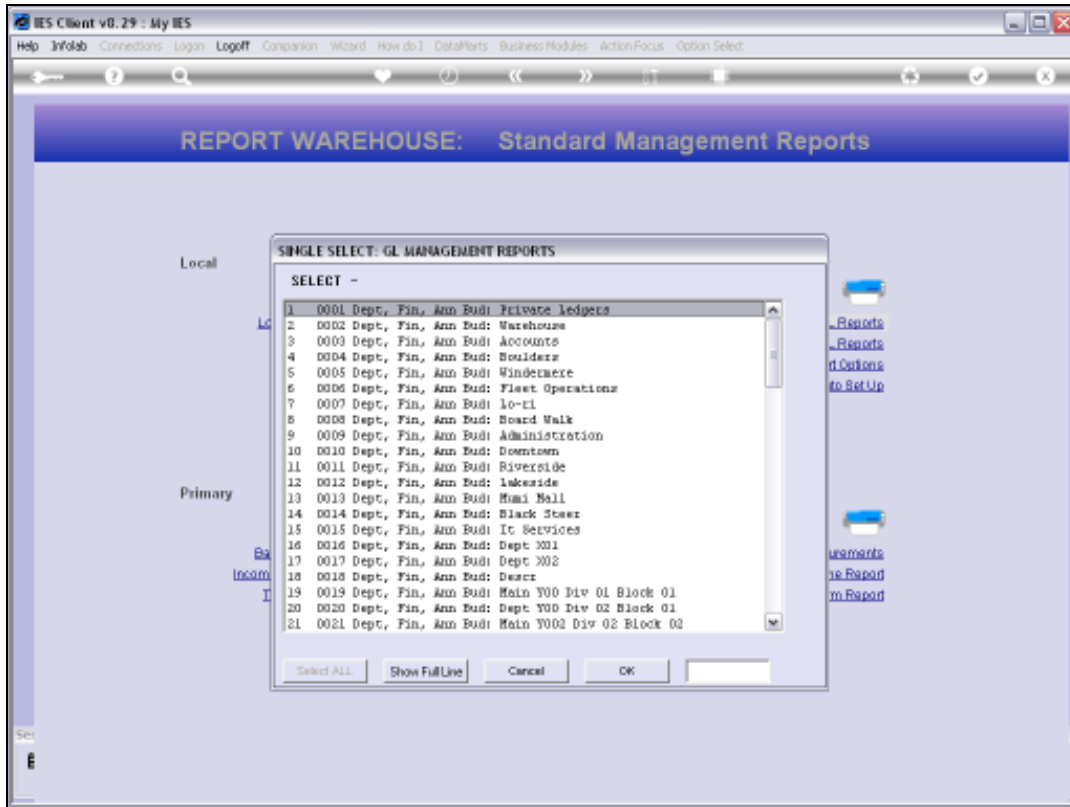 IES Client v8.29 : My IES
Help Infolab Connections Logon Logoff Companion Wizard How do I DataMarts Business Modules Action Focus Option Select
REPORT WAREHOUSE: Standard Management Reports
SINGLE SELECT: GL MANAGEMENT REPORTS
Local
SELECT -
1 0001 Dept, Fin, Ann Bud: Private ledgers
2 0002 Dept, Fin, Ann Bud: Warehouse
3 0003 Dept, Fin, Ann Bud: Accounts
4 0004 Dept, Fin, Ann Bud: Boulders
5 0005 Dept, Fin, Ann Bud: Windermere
6 0006 Dept, Fin, Ann Bud: Fleet Operations
7 0007 Dept, Fin, Ann Bud: lo-ri
8 0008 Dept, Fin, Ann Bud: Board Walk
9 0009 Dept, Fin, Ann Bud: Administration
10 0010 Dept, Fin, Ann Bud: Downtown
11 0011 Dept, Fin, Ann Bud: Riverside
12 0012 Dept, Fin, Ann Bud: Lakeside
13 0013 Dept, Fin, Ann Bud: Mumi Mall
14 0014 Dept, Fin, Ann Bud: Black Steer
15 0015 Dept, Fin, Ann Bud: It Services
16 0016 Dept, Fin, Ann Bud: Dept X01
17 0017 Dept, Fin, Ann Bud: Dept X02
18 0018 Dept, Fin, Ann Bud: Descr
19 0019 Dept, Fin, Ann Bud: Main Y00 Div 01 Block 01
20 0020 Dept, Fin, Ann Bud: Dept Y00 Div 02 Block 01
21 0021 Dept, Fin, Ann Bud: Main Y002 Div 02 Block 02
Reports
Reports
Options
to Set Up
Primary
Report
Report
Select ALL Show Full Line Cancel OK